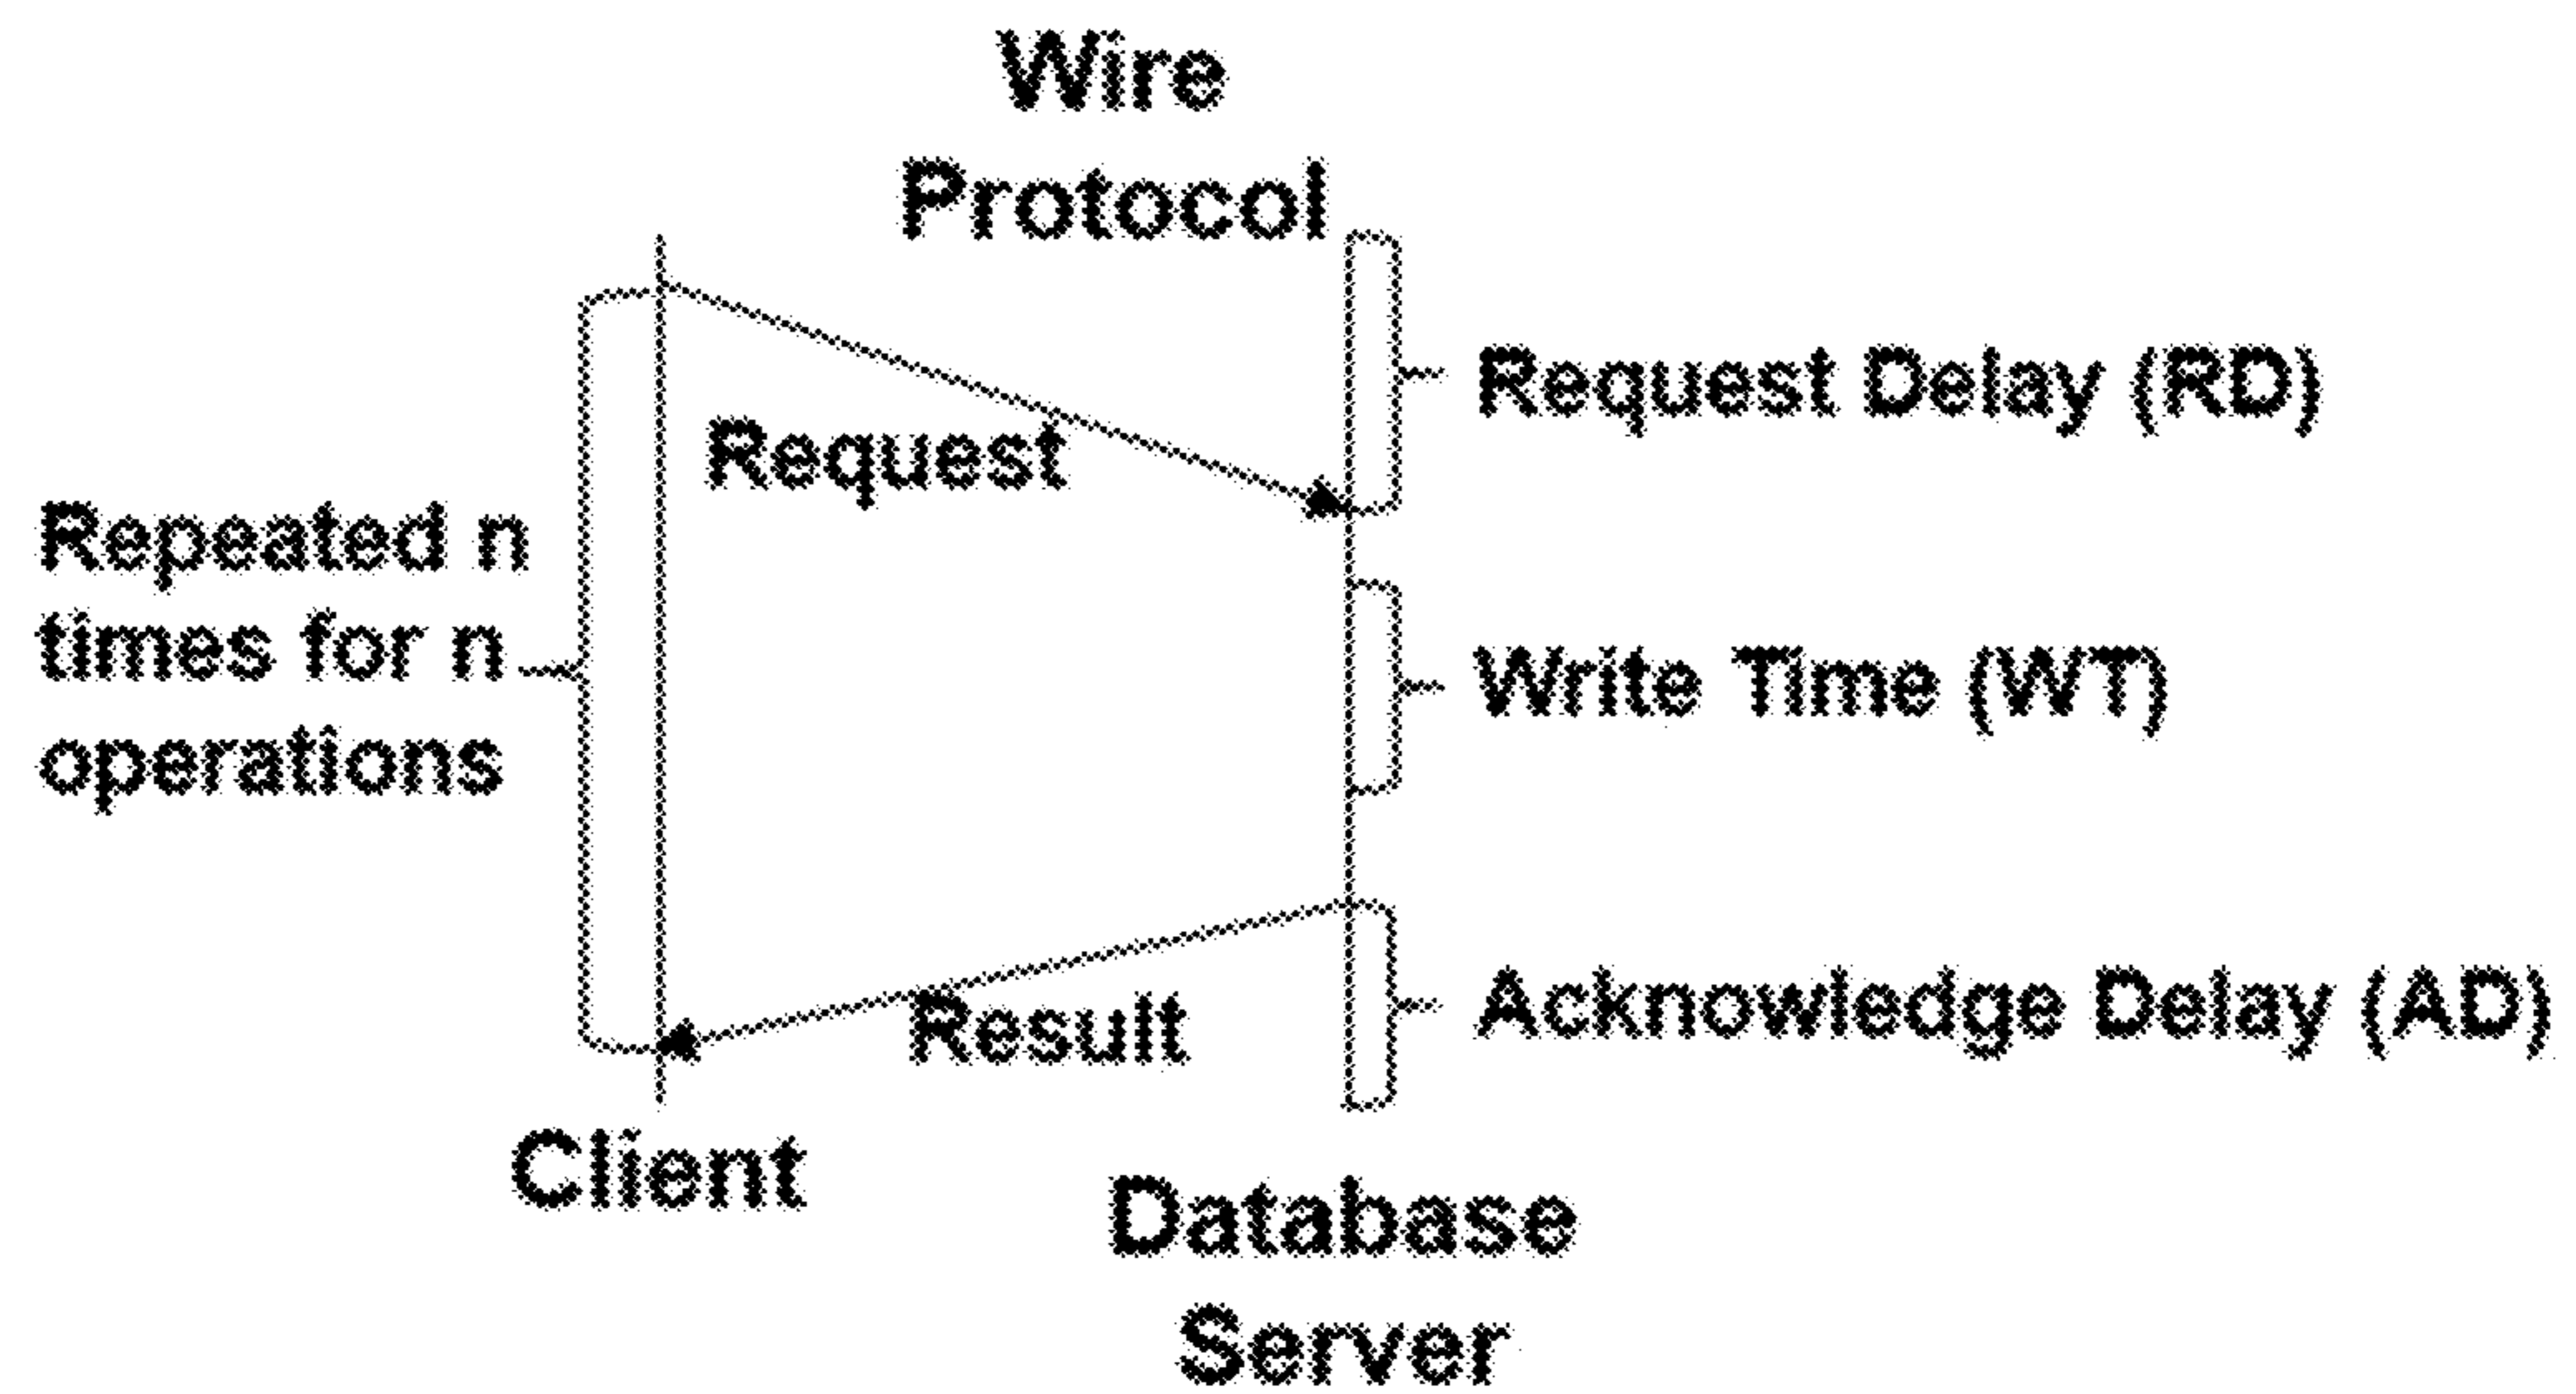 Wire
Protocol
Request Delay (RD)
Request
Repeated n
times for n
operations
Write Time (WT)
Acknowledge Delay (AD)
Result
Client
Database
Server